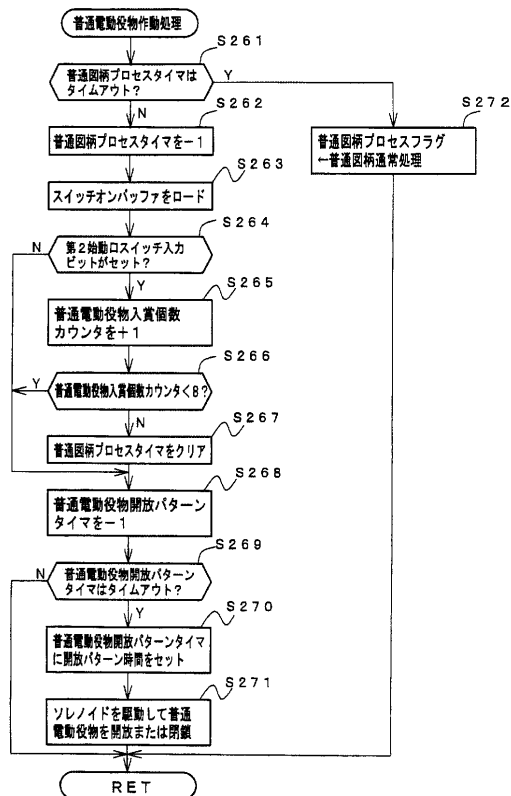 普通電動役物作動処理
S261
普通図柄プロセスタイマは
タイムアウト?
Y
N
S262
普通図柄プロセスタイマを-1
S272
普通図柄プロセスフラグ
←普通図柄通常処理
S263
スイッチオンバッファをロード
S264
第2始動口スイッチ入力
ビットがセット?
N
Y
S265
普通電動役物入賞個数
カウンタを+1
S266
普通電動役物入賞個数カウンタ<8?
Y
N
S267
普通図柄プロセスタイマをクリア
S268
普通電動役物開放パターン
タイマを-1
S269
普通電動役物開放パターン
タイマはタイムアウト?
N
Y
S270
普通電動役物開放パターンタイマ
に開放パターン時間をセット
S271
ソレノイドを駆動して普通
電動役物を開放または閉鎖
RET